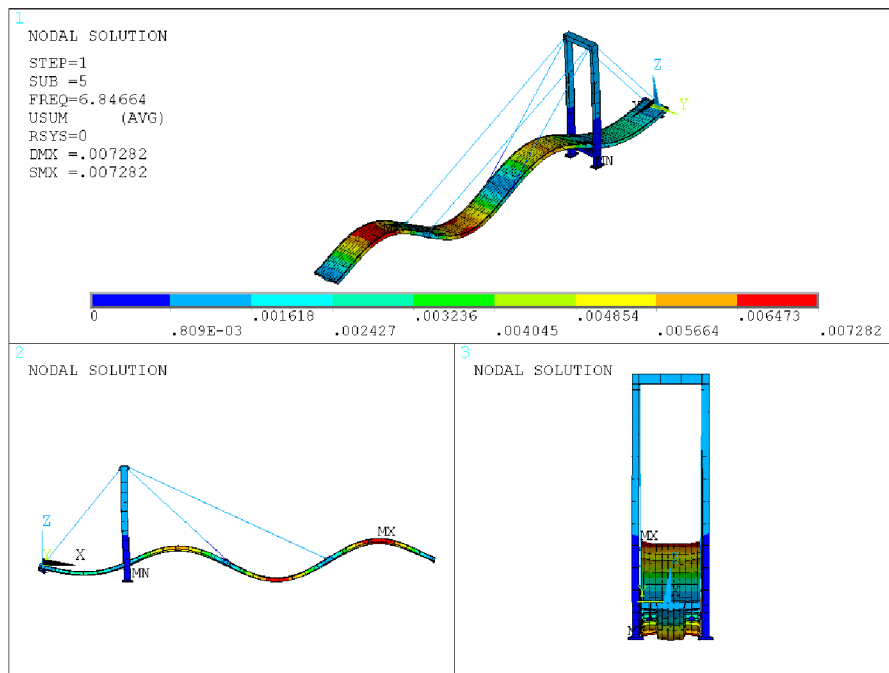 1
NODAL SOLUTION
STEP=1
SUB =5
FREQ=6.84664
USUM (AVG)
RSYS=0
DMX =.007282
SMX =.007282
Z
Y
MN
0 .001618 .003236 .004854 .006473
.809E-03 .002427 .004045 .005664 .007282
2
NODAL SOLUTION
Z
X
MX
MN
3
NODAL SOLUTION
MX